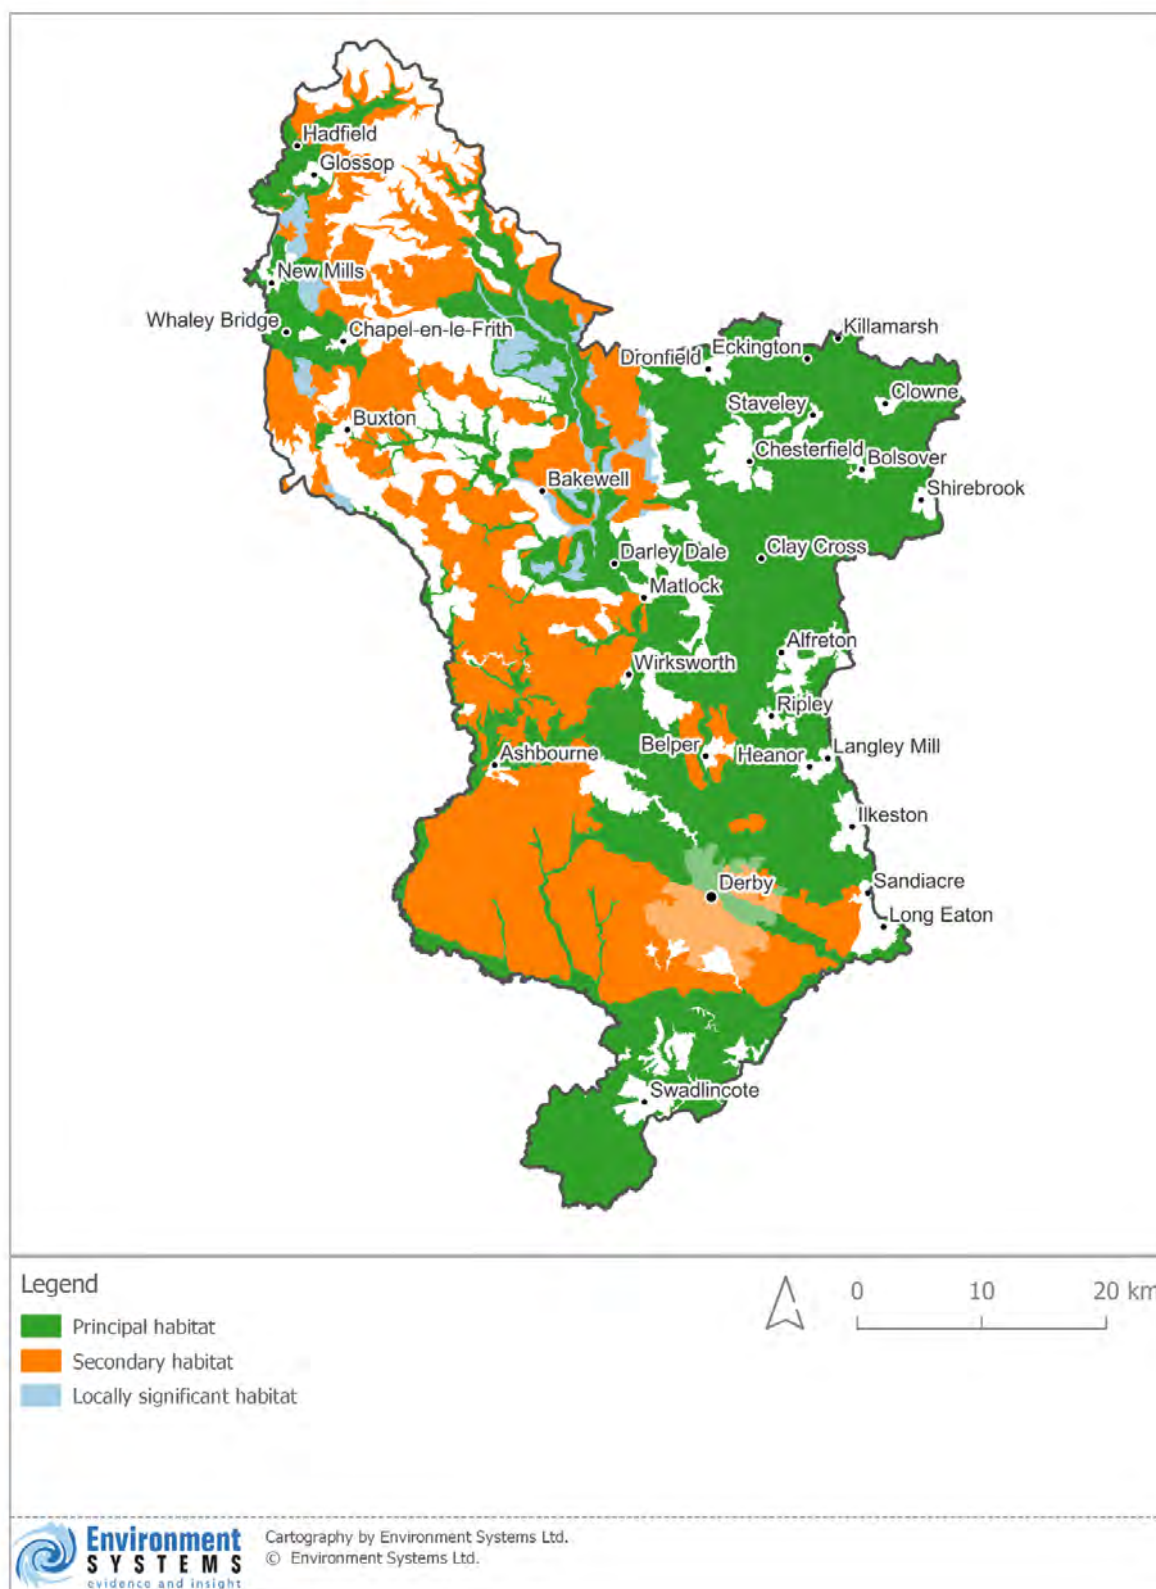 Hadfield
Glossop
New Mills
Whaley Bridge
Chapel-en-le-Frith
Killamarsh
Eckington
Dronfield
Clowne
Staveley
Buxton
Chesterfield
Bolsover
Bakewell
Shirebrook
Darley Dale
Clay Cross
Matlock
Alfreton
Wirksworth
Ripley
Belper
Heanor
Langley Mill
Ashbourne
Ilkeston
Derby
Sandiacre
Long Eaton
Swadlincote
Legend
Principal habitat
Secondary habitat
Locally significant habitat
0 10 20 km
Environment
SYSTEMS
evidence and insight
Cartography by Environment Systems Ltd.
© Environment Systems Ltd.